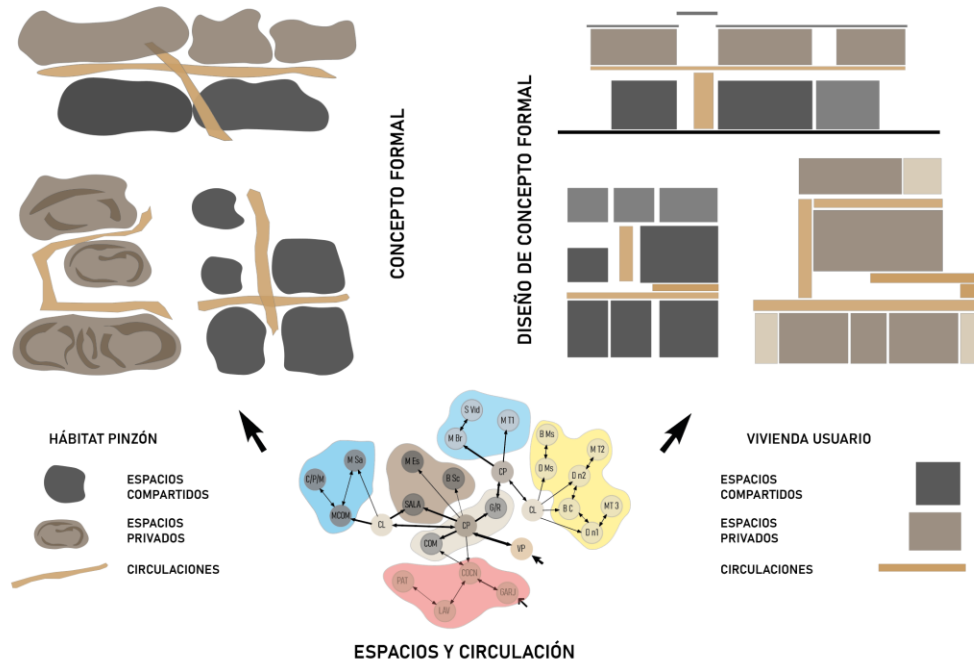 CONCEPTO FORMAL
DISEÑO DE CONCEPTO FORMAL
HÁBITAT PINZÓN
ESPACIOS
COMPARTIDOS
ESPACIOS
PRIVADOS
CIRCULACIONES
S Vid
M T1
M Br
B Ms
M T2
M Sa
M Es
C/P/M
B Sc
CP
D Ms
D n2
SALA
G/R
MCOM
CL
CP
CL
B C
MT 3
COM
VP
D n1
COCN
PAT
GARJ
LAV
VIVIENDA USUARIO
ESPACIOS
COMPARTIDOS
ESPACIOS
PRIVADOS
CIRCULACIONES
ESPACIOS Y CIRCULACIÓN